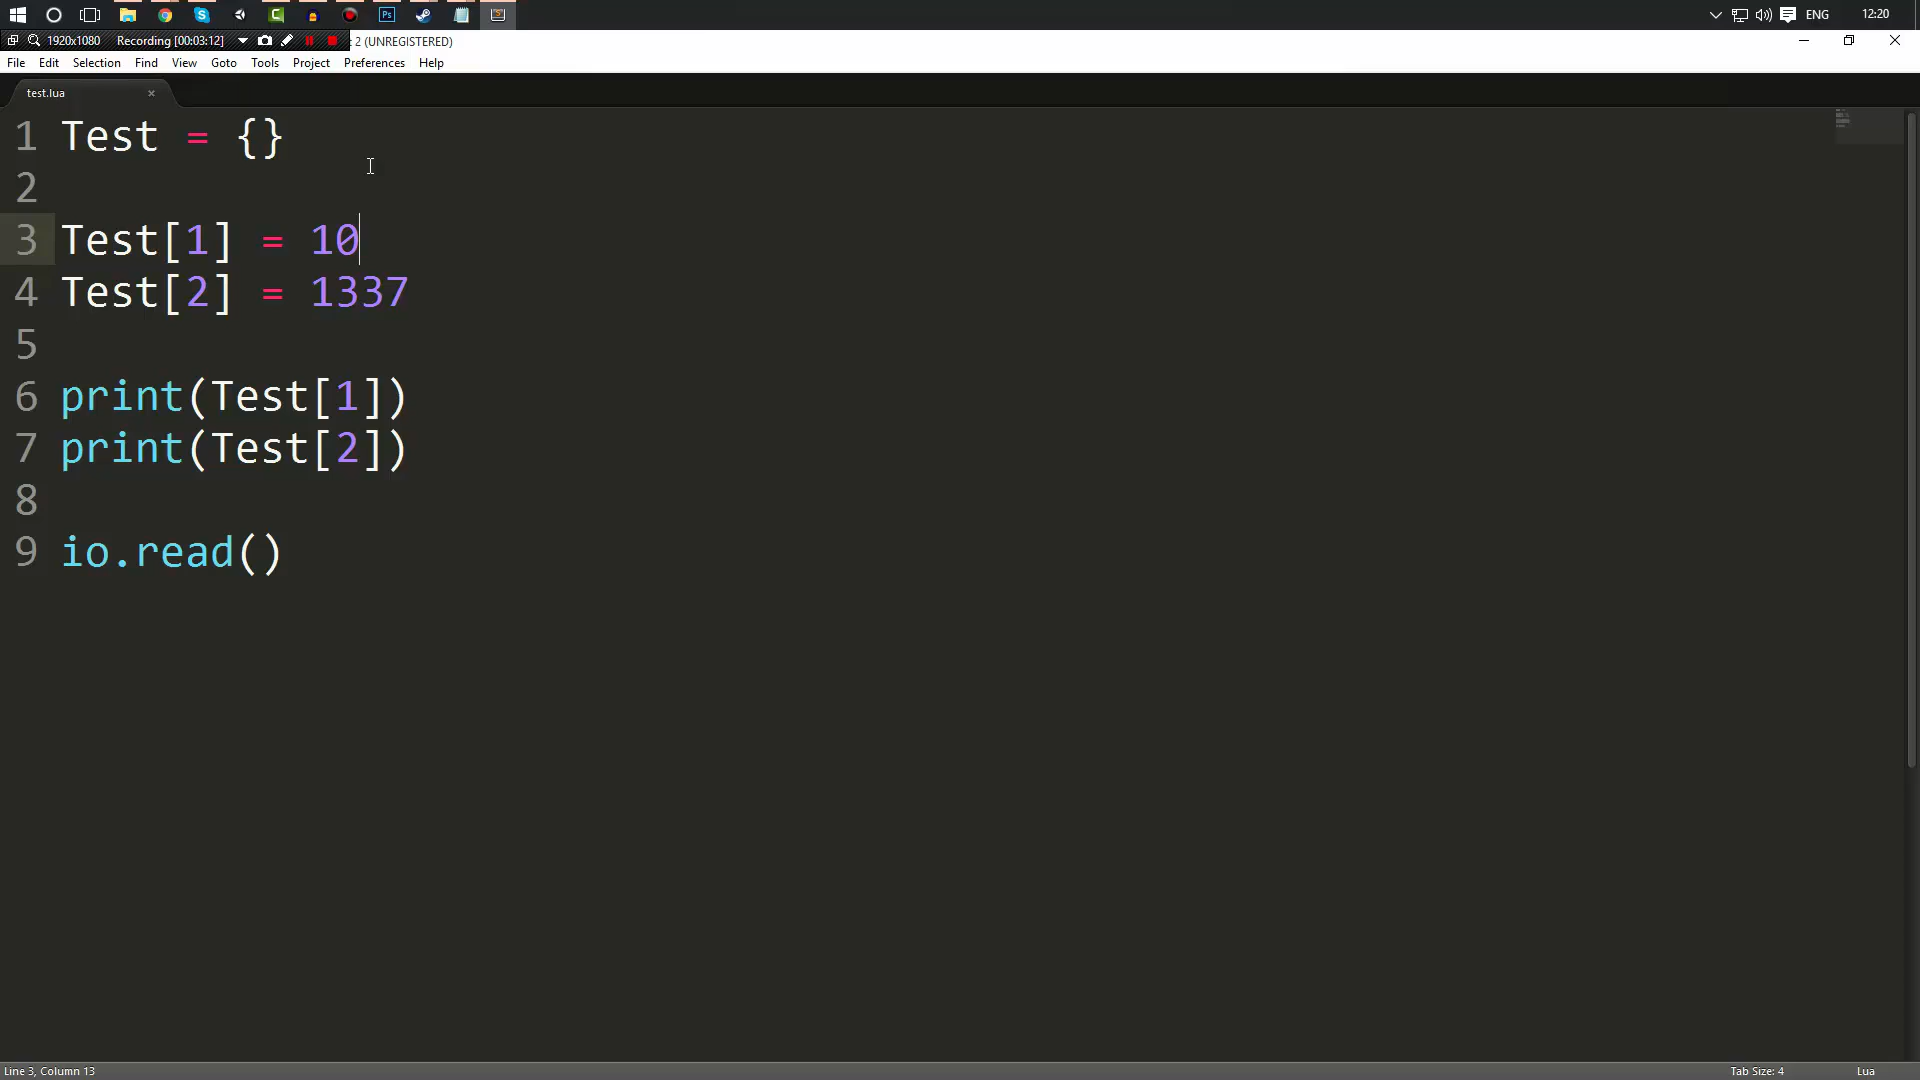 Ps
ENG
12:20
1920x1080 Recording [00:03:12] 2 (UNREGISTERED)
File Edit Selection Find View Goto Tools Project Preferences Help
test.lua
1 Test = {}
2
3 Test[1] = 10
4 Test[2] = 1337
5
6 print(Test[1])
7 print(Test[2])
8
9 io.read()
Line 3, Column 13 Tab Size: 4 Lua